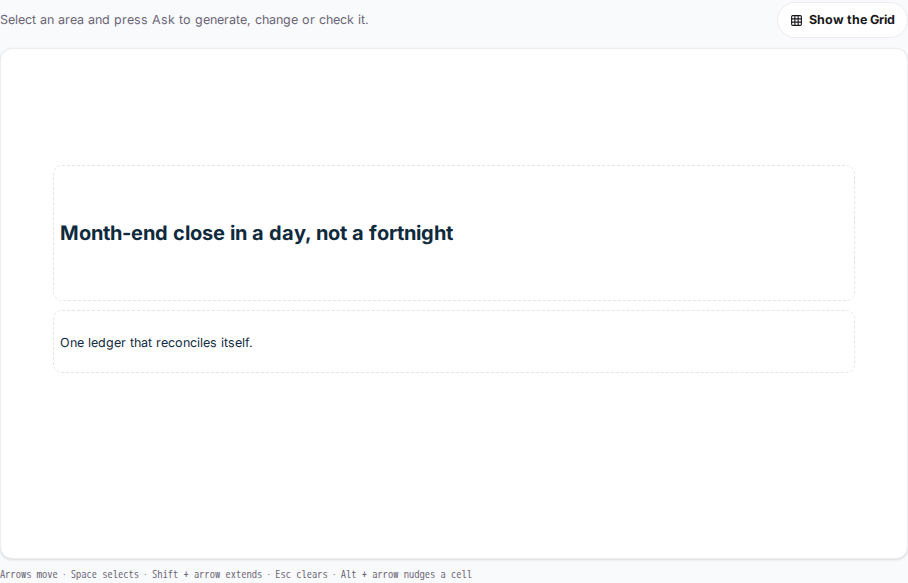 Select an area and press Ask to generate, change or check it.
Show the Grid
Month-end close in a day, not a fortnight
One ledger that reconciles itself.
Arrows move · Space selects · Shift + arrow extends · Esc clears · Alt + arrow nudges a cell